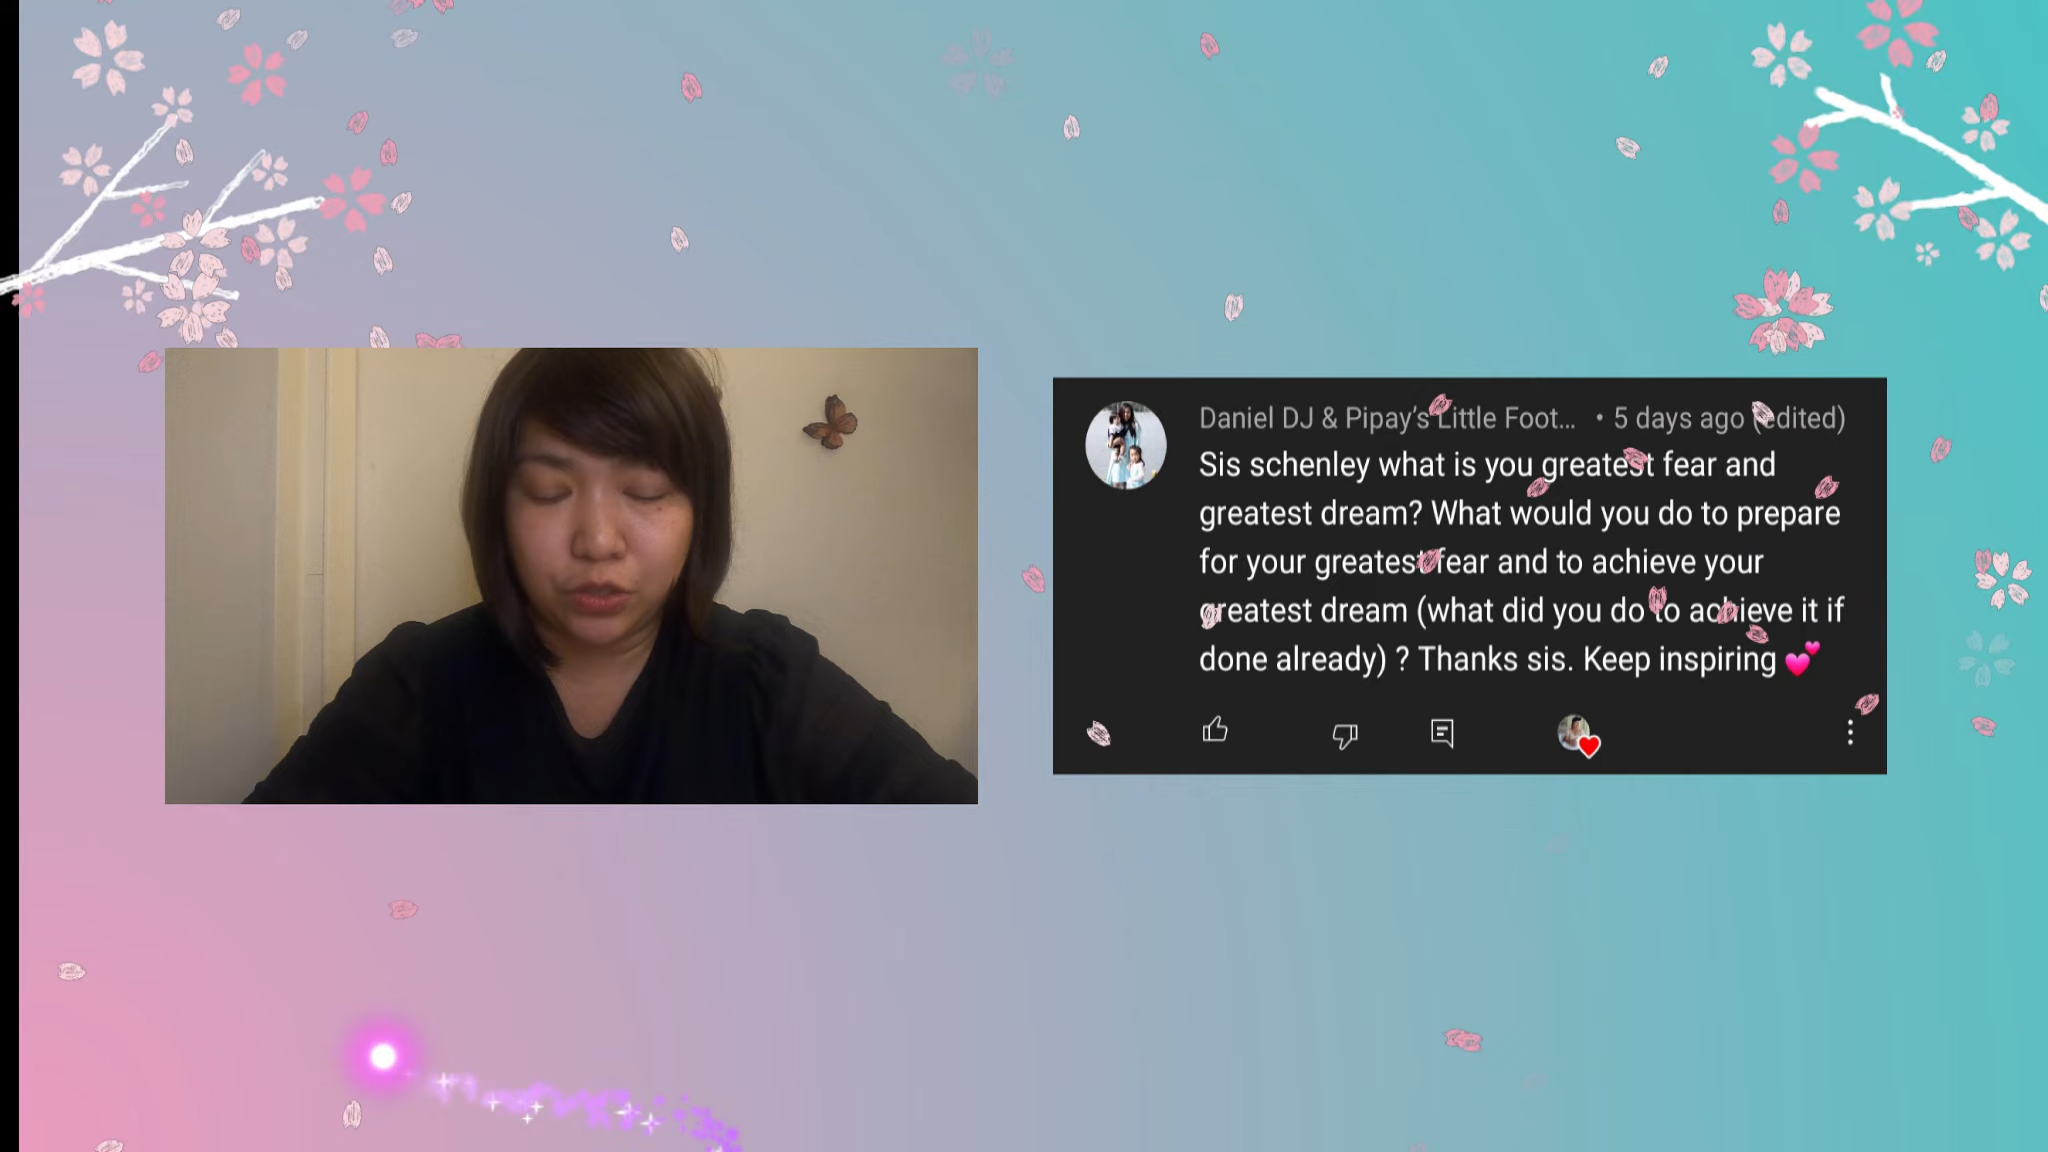 Daniel DJ & Pipay's Little Foot... • 5 days ago (edited)
Sis schenley what is you greatest fear and
greatest dream? What would you do to prepare
for your greatest fear and to achieve your
greatest dream (what did you do to achieve it if
done already) ? Thanks sis. Keep inspiring 💕